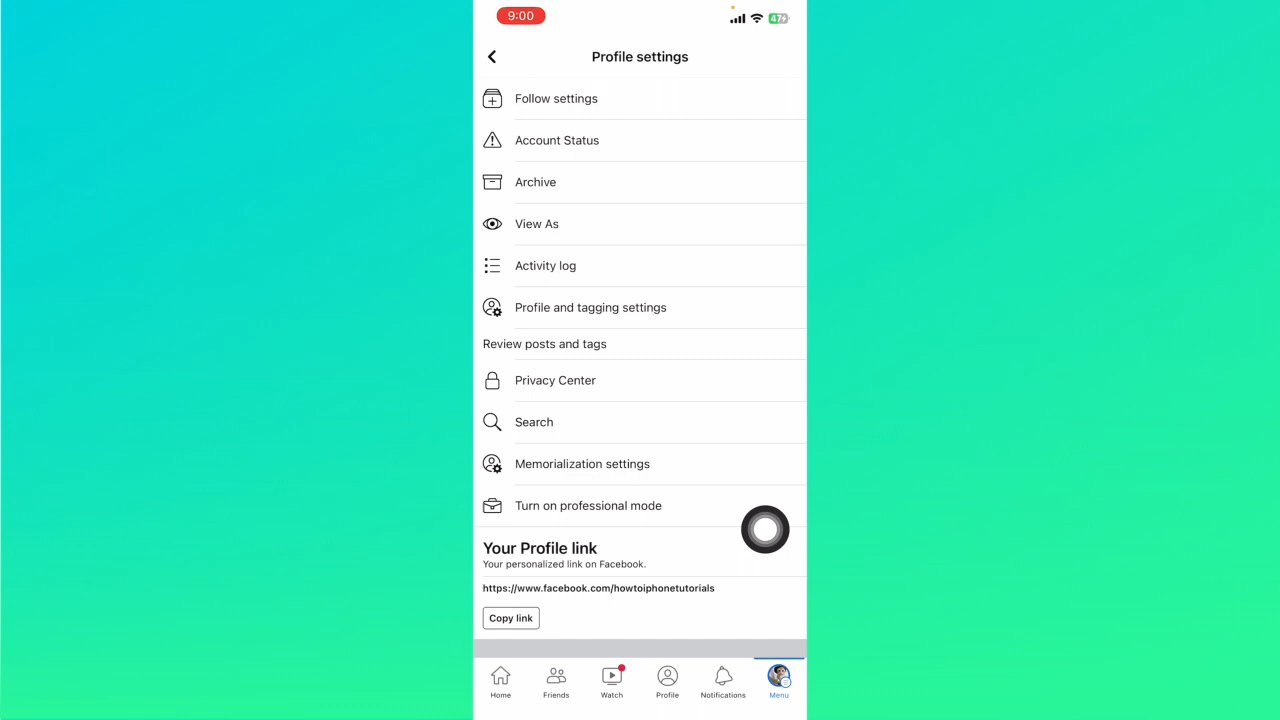 9:00
47
Profile settings
Follow settings
Account Status
Archive
View As
Activity log
Profile and tagging settings
Review posts and tags
Privacy Center
Search
Memorialization settings
Turn on professional mode
Your Profile link
Your personalized link on Facebook.
https://www.facebook.com/howtoiphonetutorials
Copy link
Home Friends Watch Profile Notifications Menu